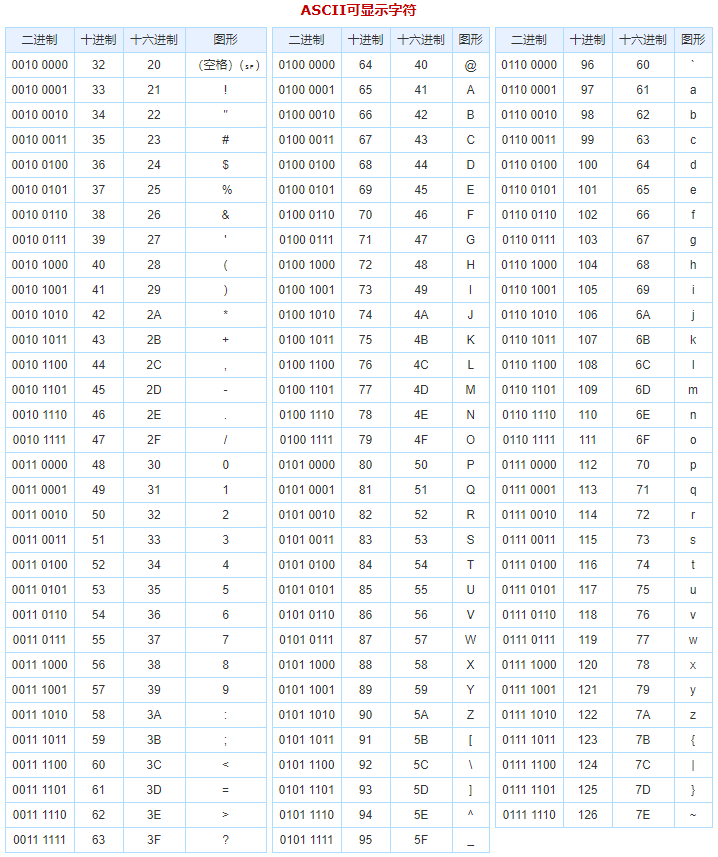 ASCII可显示字符
二进制 十进制 十六进制 图形 二进制 十进制 十六进制 图形 二进制 十进制 十六进制 图形
0010 0000 32 20 (空格) (␠) 0100 0000 64 40 @ 0110 0000 96 60 `
0010 0001 33 21 ! 0100 0001 65 41 A 0110 0001 97 61 a
0010 0010 34 22 " 0100 0010 66 42 B 0110 0010 98 62 b
0010 0011 35 23 # 0100 0011 67 43 C 0110 0011 99 63 c
0010 0100 36 24 $ 0100 0100 68 44 D 0110 0100 100 64 d
0010 0101 37 25 % 0100 0101 69 45 E 0110 0101 101 65 e
0010 0110 38 26 & 0100 0110 70 46 F 0110 0110 102 66 f
0010 0111 39 27 ' 0100 0111 71 47 G 0110 0111 103 67 g
0010 1000 40 28 ( 0100 1000 72 48 H 0110 1000 104 68 h
0010 1001 41 29 ) 0100 1001 73 49 I 0110 1001 105 69 i
0010 1010 42 2A * 0100 1010 74 4A J 0110 1010 106 6A j
0010 1011 43 2B + 0100 1011 75 4B K 0110 1011 107 6B k
0010 1100 44 2C , 0100 1100 76 4C L 0110 1100 108 6C l
0010 1101 45 2D - 0100 1101 77 4D M 0110 1101 109 6D m
0010 1110 46 2E . 0100 1110 78 4E N 0110 1110 110 6E n
0010 1111 47 2F / 0100 1111 79 4F O 0110 1111 111 6F o
0011 0000 48 30 0 0101 0000 80 50 P 0111 0000 112 70 p
0011 0001 49 31 1 0101 0001 81 51 Q 0111 0001 113 71 q
0011 0010 50 32 2 0101 0010 82 52 R 0111 0010 114 72 r
0011 0011 51 33 3 0101 0011 83 53 S 0111 0011 115 73 s
0011 0100 52 34 4 0101 0100 84 54 T 0111 0100 116 74 t
0011 0101 53 35 5 0101 0101 85 55 U 0111 0101 117 75 u
0011 0110 54 36 6 0101 0110 86 56 V 0111 0110 118 76 v
0011 0111 55 37 7 0101 0111 87 57 W 0111 0111 119 77 w
0011 1000 56 38 8 0101 1000 88 58 X 0111 1000 120 78 x
0011 1001 57 39 9 0101 1001 89 59 Y 0111 1001 121 79 y
0011 1010 58 3A : 0101 1010 90 5A Z 0111 1010 122 7A z
0011 1011 59 3B ; 0101 1011 91 5B [ 0111 1011 123 7B {
0011 1100 60 3C < 0101 1100 92 5C \ 0111 1100 124 7C |
0011 1101 61 3D = 0101 1101 93 5D ] 0111 1101 125 7D }
0011 1110 62 3E > 0101 1110 94 5E ^ 0111 1110 126 7E ~
0011 1111 63 3F ? 0101 1111 95 5F _